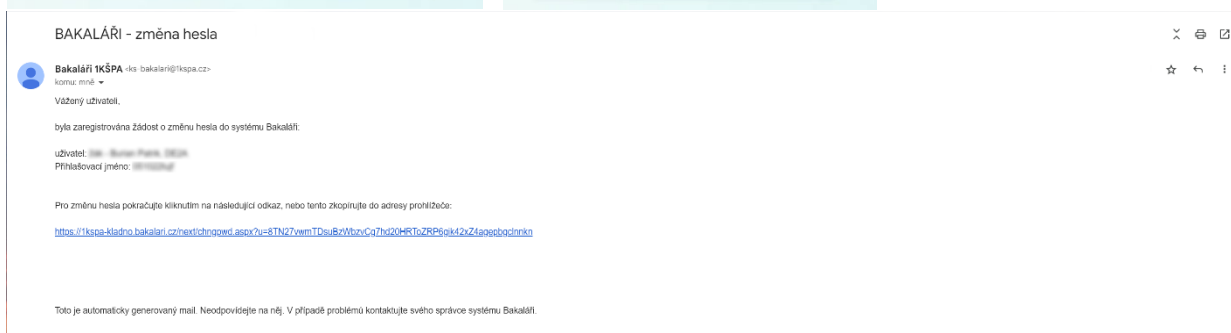 BAKALÁŘI - změna hesla
Bakaláři 1KŠPA <ks-bakalari@1kspa.cz>
komu: mně
Vážený uživateli,
byla zaregistrována žádost o změnu hesla do systému Bakaláři:
uživatel:
Přihlašovací jméno:
Pro změnu hesla pokračujte kliknutím na následující odkaz, nebo tento zkopírujte do adresy prohlížeče:
https://1kspa-kladno.bakalari.cz/next/chngpwd.aspx?u=8TN27vwmTDsuBzWbzvCg7hd20HRToZRP6gik42xZ4agepbgclnnkn
Toto je automaticky generovaný mail. Neodpovídejte na něj. V případě problémů kontaktujte svého správce systému Bakaláři.